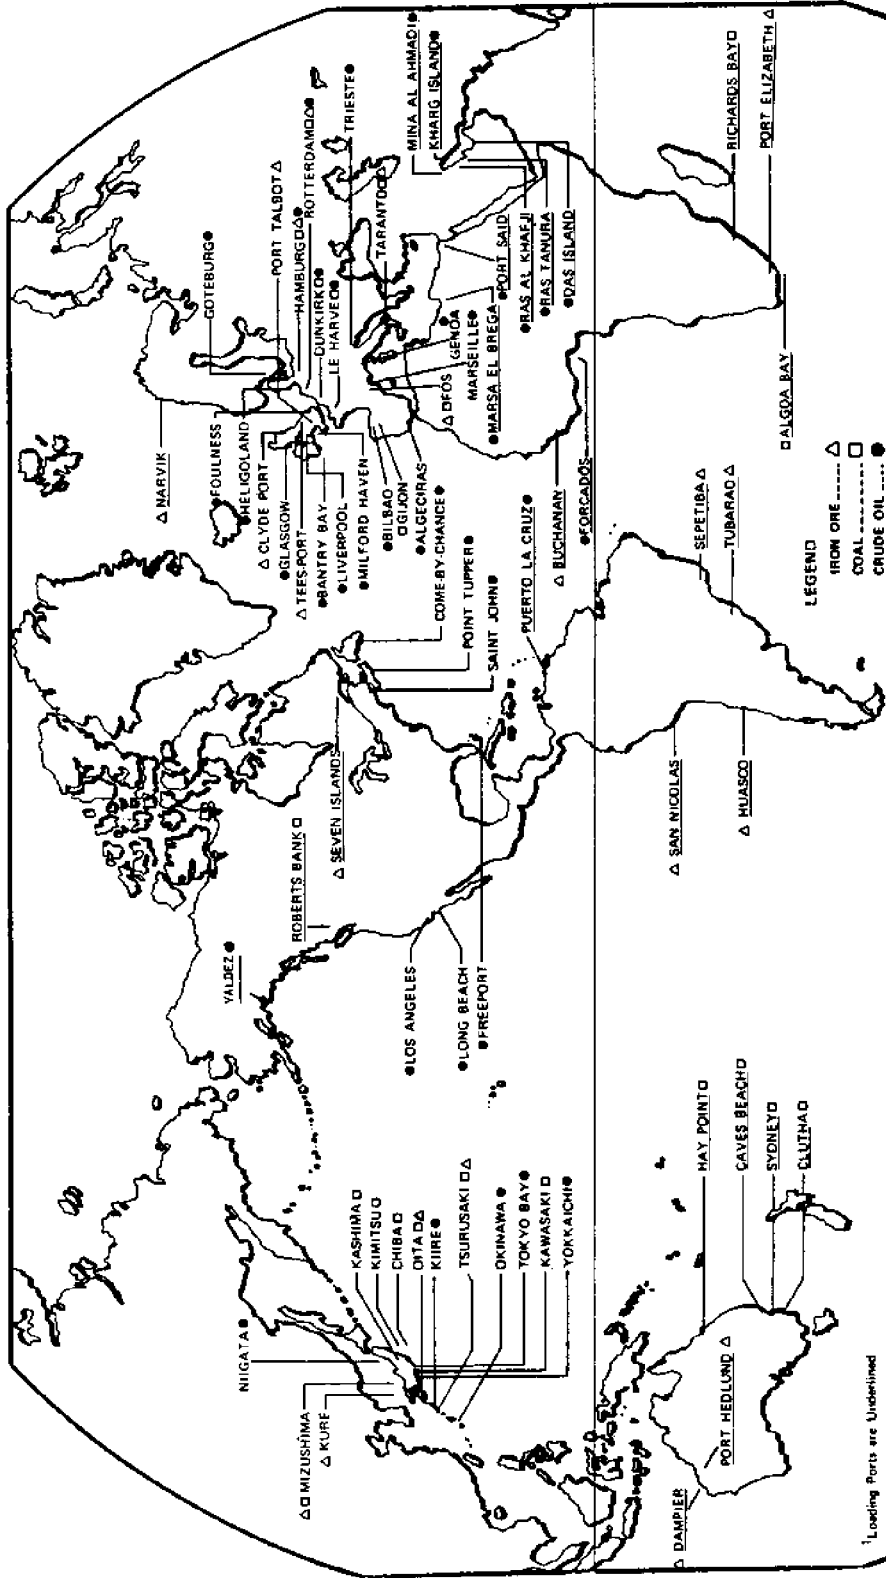 NIIGATA ●
△□ MIZUSHIMA
△ KURE
KASHIMA □
KIMITSU □
CHIBA □
OITA □△
KIIRE ●
TSURUSAKI □△
OKINAWA ●
TOKYO BAY ●
KAWASAKI □
YOKKAICHI ●
△ DAMPIER
PORT HEDLUND △
HAY POINT □
CAVES BEACH □
SYDNEY □
CLUTHA □
VALDEZ ●
ROBERTS BANK □
● LOS ANGELES
● LONG BEACH
● FREEPORT
△ SEVEN ISLANDS
COME-BY-CHANCE ●
POINT TUPPER ●
SAINT JOHN ●
PUERTO LA CRUZ ●
△ SAN NICOLAS
△ HUASCO
SEPETIBA △
TUBARAO △
△ NARVIK
● FOULNESS
● HELIGOLAND
△ CLYDE PORT
● GLASGOW
△ TEES-PORT
● BANTRY BAY
● LIVERPOOL
● MILFORD HAVEN
● BILBAO
□ GIJON
● ALGECIRAS
GOTEBURG ●
PORT TALBOT △
HAMBURG □△●
ROTTERDAM □△●
DUNKIRK □●
LE HARVE □●
TRIESTE ●
TARANTO □△
△ □ FOS
MARSEILLE ●
GENOA ●
● MARSA EL BREGA
● PORT SAID
MINA AL AHMADI ●
KHARG ISLAND ●
● RAS AL KHAFJI
● RAS TANURA
● DAS ISLAND
△ BUCHANAN
● FORCADOS
RICHARDS BAY □
PORT ELIZABETH △
□ ALGOA BAY
LEGEND
IRON ORE ----- △
COAL -------- □
CRUDE OIL ---- ●
¹Loading Ports are Underlined